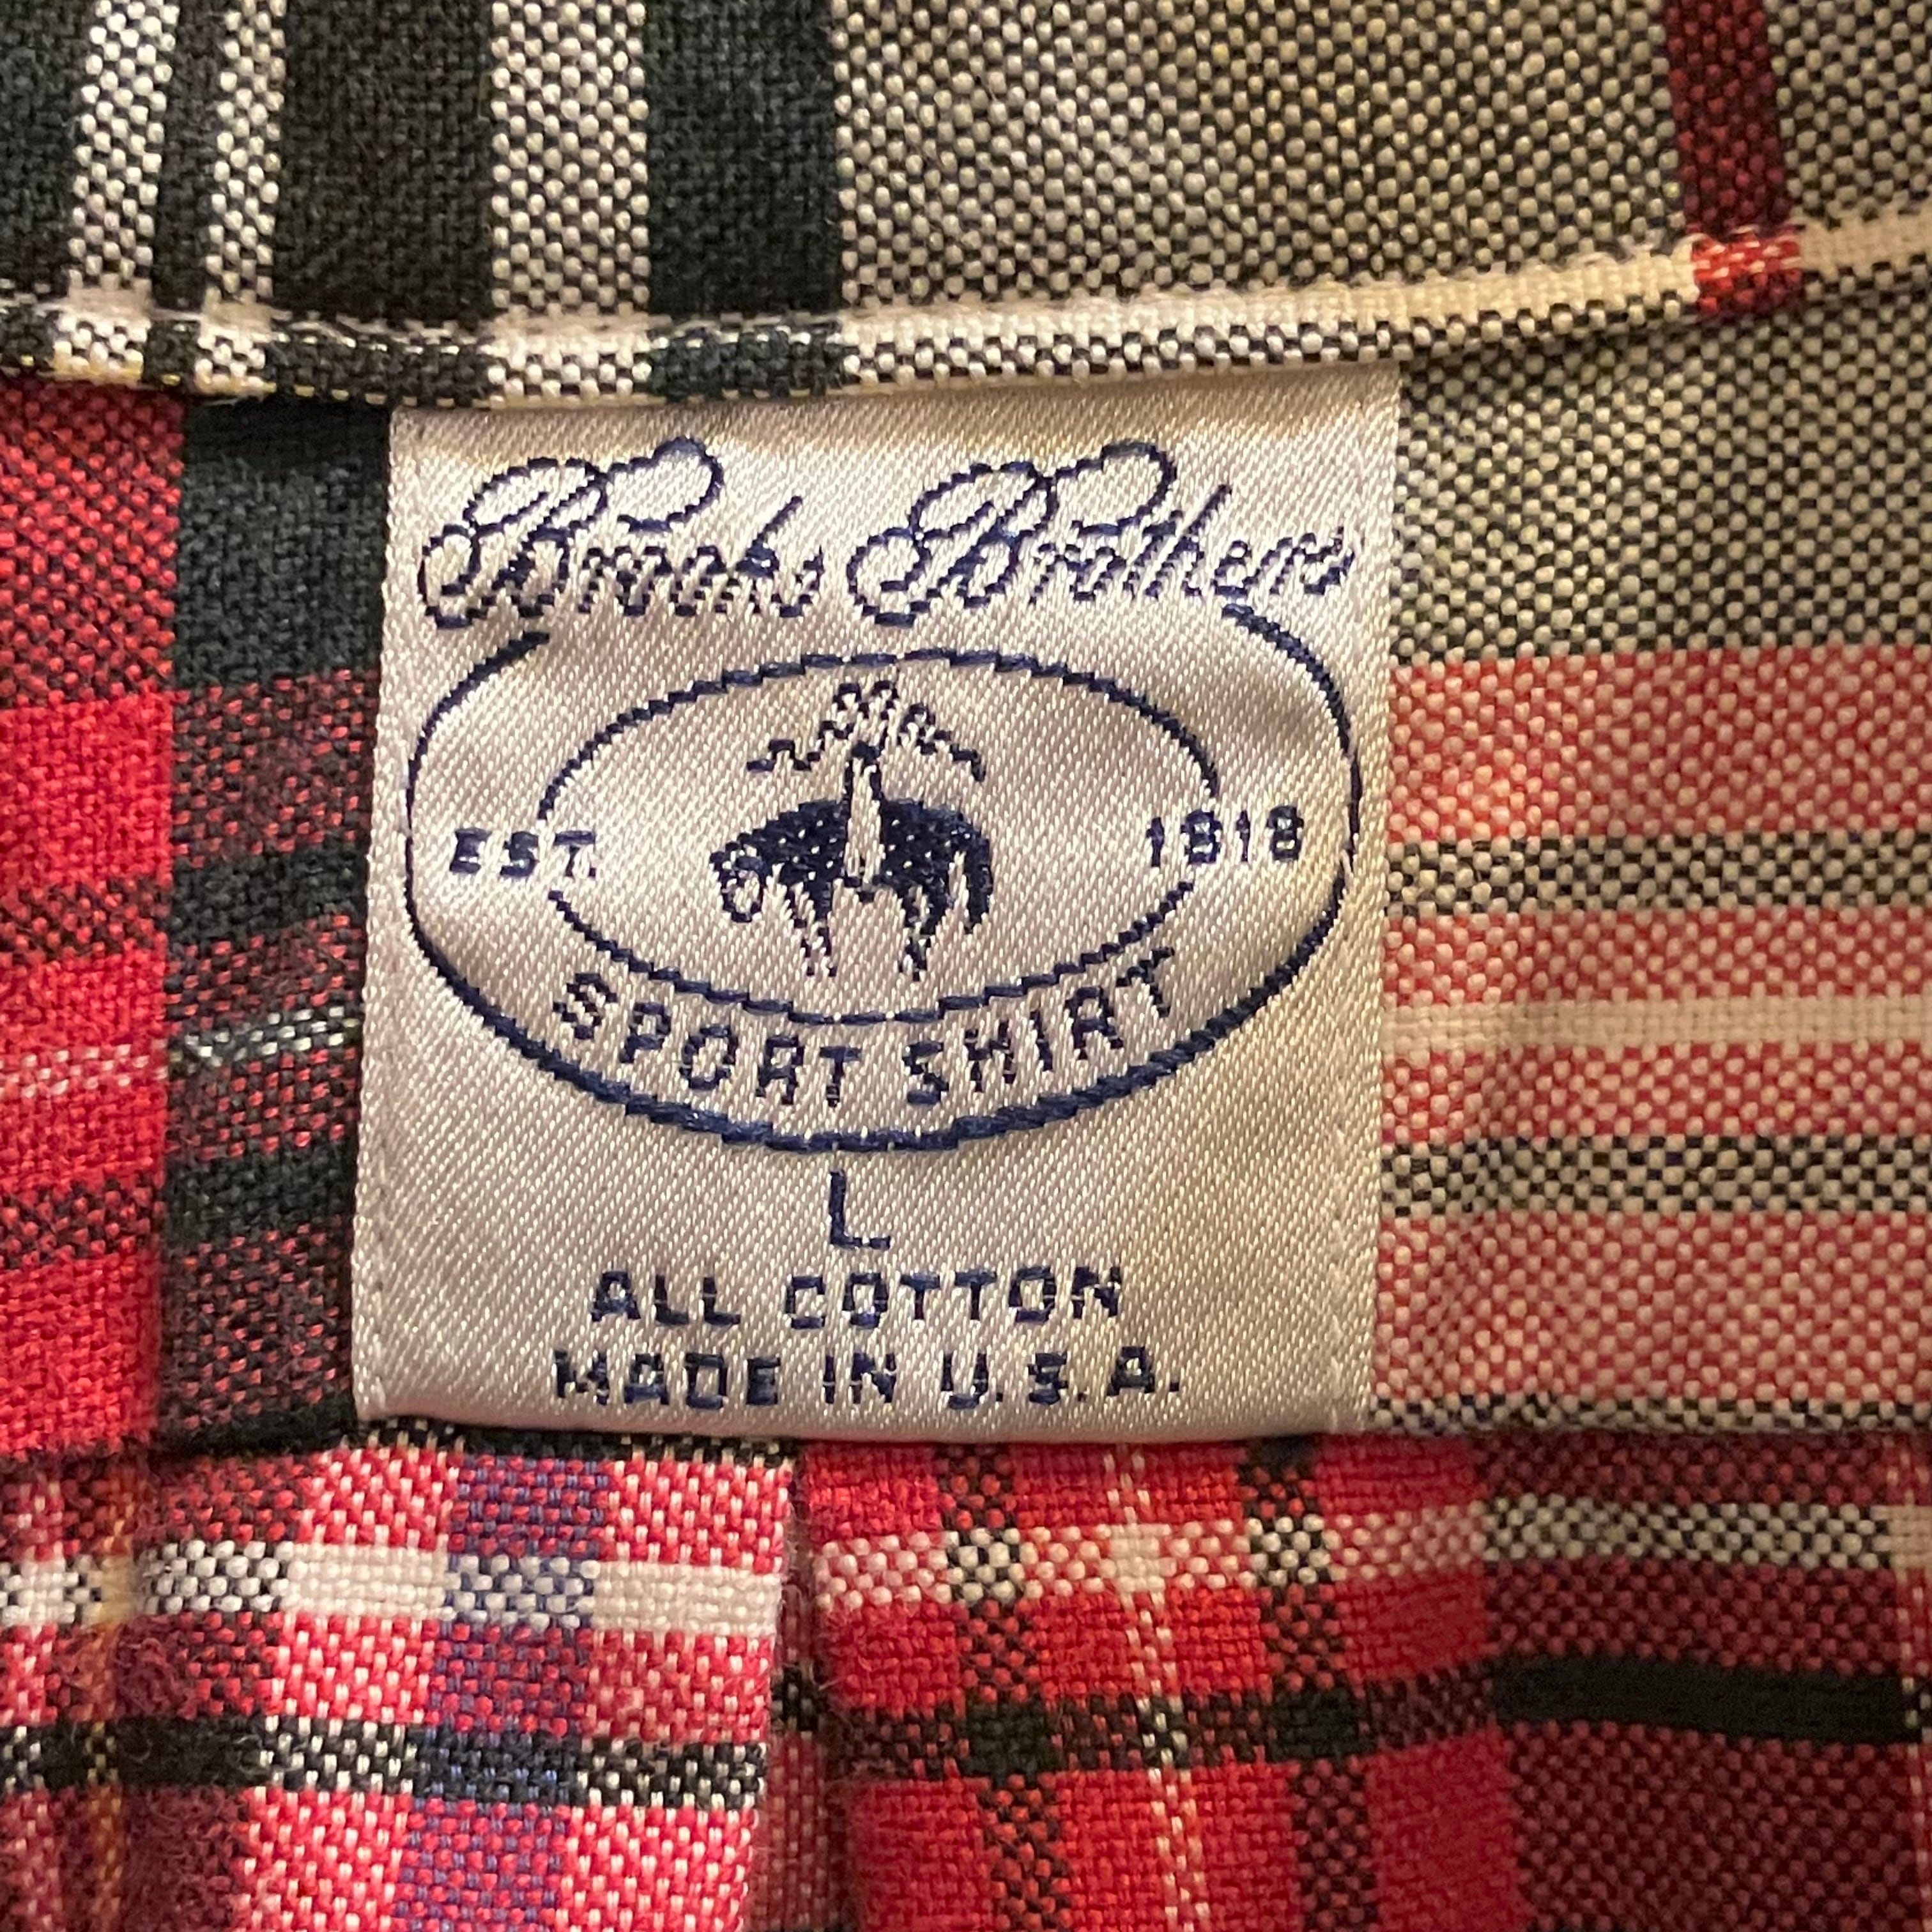 Brooks Brothers
EST. 1818
SPORT SHIRT
L
ALL COTTON
MADE IN U.S.A.